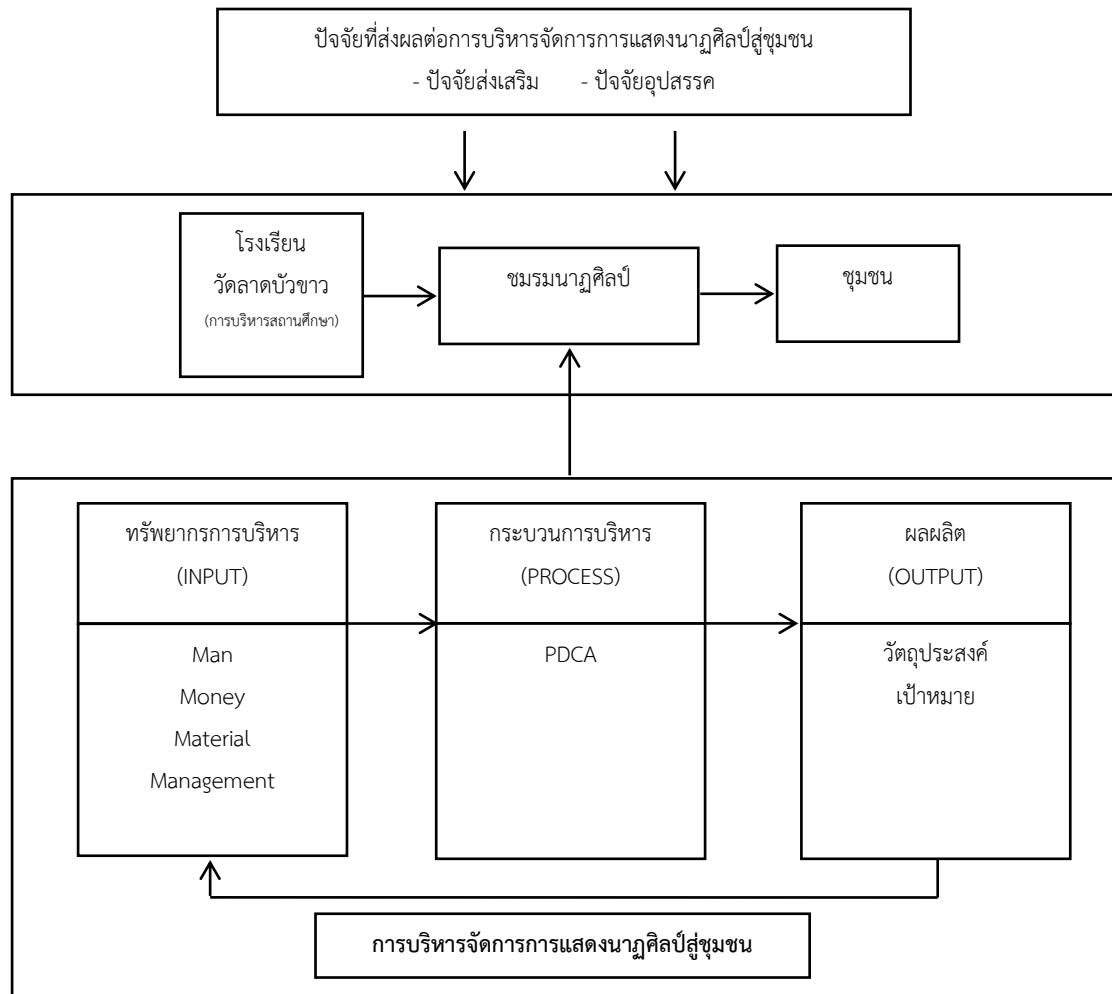 ปัจจัยที่ส่งผลต่อการบริหารจัดการการแสดงนาฏศิลป์สู่ชุมชน
- ปัจจัยส่งเสริม - ปัจจัยอุปสรรค
โรงเรียน
วัดลาดบัวขาว
(การบริหารสถานศึกษา)
ชมรมนาฏศิลป์
ชุมชน
ทรัพยากรการบริหาร
(INPUT)
Man
Money
Material
Management
กระบวนการบริหาร
(PROCESS)
PDCA
ผลผลิต
(OUTPUT)
วัตถุประสงค์
เป้าหมาย
การบริหารจัดการการแสดงนาฏศิลป์สู่ชุมชน